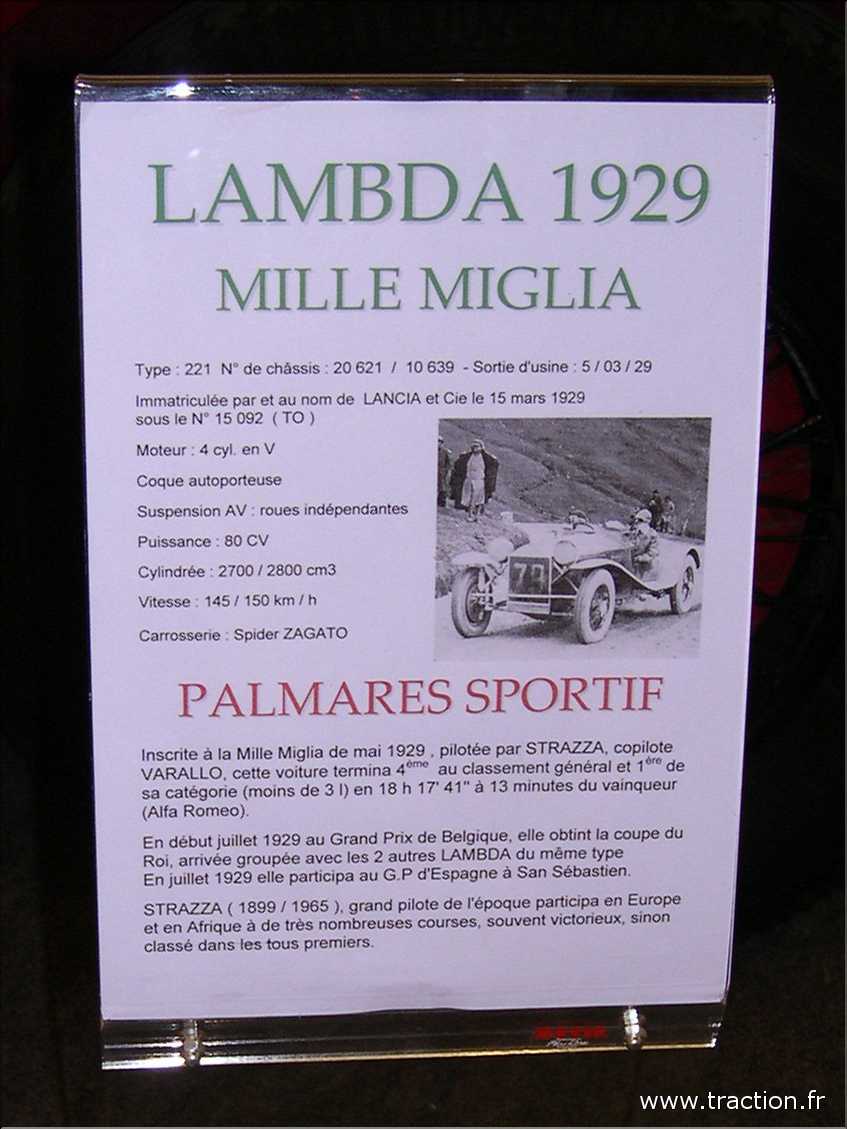 LAMBDA 1929
MILLE MIGLIA
Type : 221 N° de châssis : 20 621 / 10 639 - Sortie d'usine : 5 / 03 / 29
Immatriculée par et au nom de LANCIA et Cie le 15 mars 1929
sous le N° 15 092 ( TO )
Moteur : 4 cyl. en V
Coque autoporteuse
Suspension AV : roues indépendantes
Puissance : 80 CV
Cylindrée : 2700 / 2800 cm3
Vitesse : 145 / 150 km / h
Carrosserie : Spider ZAGATO
PALMARES SPORTIF
Inscrite à la Mille Miglia de mai 1929 , pilotée par STRAZZA, copilote
VARALLO, cette voiture termina 4ème au classement général et 1ère de
sa catégorie (moins de 3 l) en 18 h 17' 41'' à 13 minutes du vainqueur
(Alfa Romeo).
En début juillet 1929 au Grand Prix de Belgique, elle obtint la coupe du
Roi, arrivée groupée avec les 2 autres LAMBDA du même type
En juillet 1929 elle participa au G.P d'Espagne à San Sébastien.
STRAZZA ( 1899 / 1965 ), grand pilote de l'époque participa en Europe
et en Afrique à de très nombreuses courses, souvent victorieux, sinon
classé dans les tous premiers.
www.traction.fr